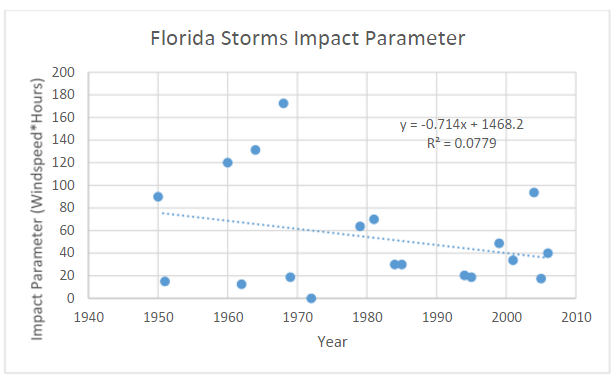 Florida Storms Impact Parameter
Impact Parameter (Windspeed*Hours)
200
180
160
140
120
100
80
60
40
20
0
y = -0.714x + 1468.2
R² = 0.0779
1940 1950 1960 1970 1980 1990 2000 2010
Year